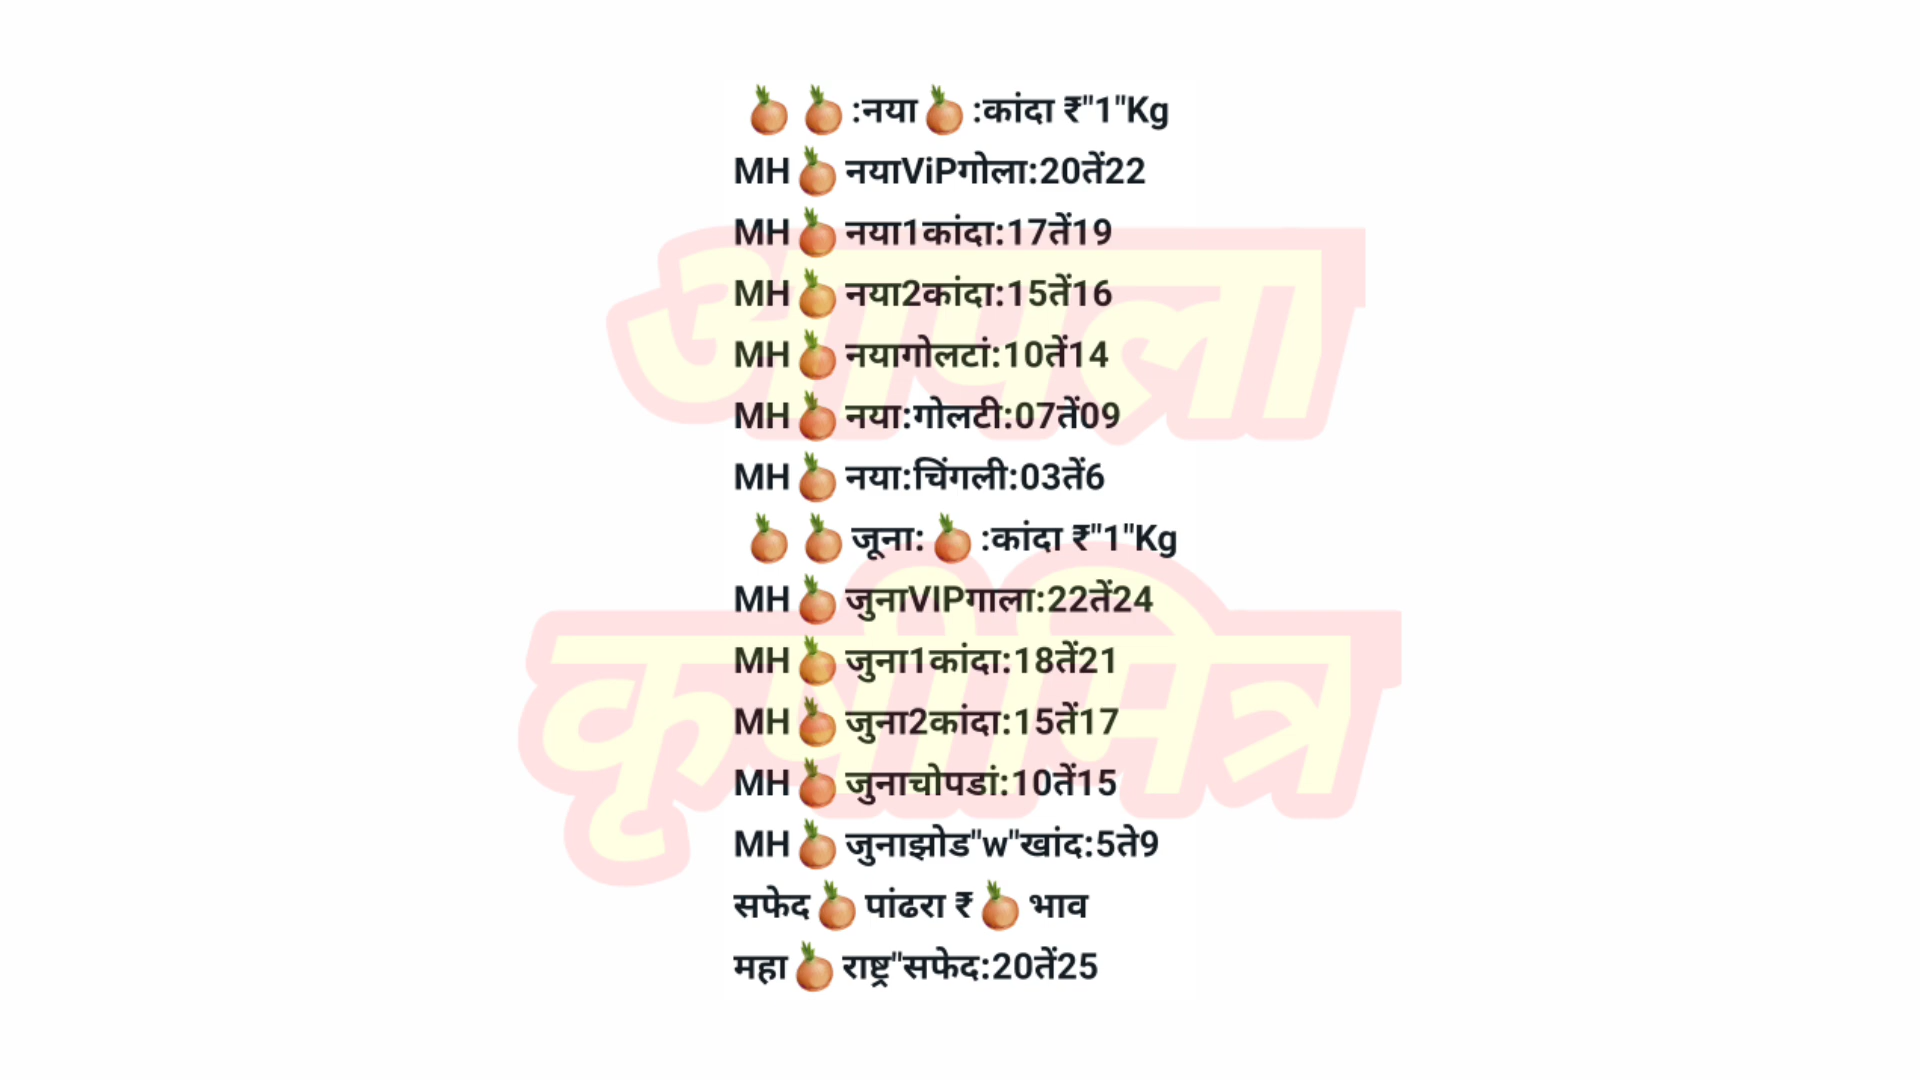 🧅 🧅 :नया🧅 :कांदा ₹"1"Kg
MH🧅 नयाViPगोला:20तें22
MH🧅 नया1कांदा:17तें19
MH🧅 नया2कांदा:15तें16
MH🧅 नयागोलटां:10तें14
MH🧅 नया:गोलटी:07तें09
MH🧅 नया:चिंगली:03तें6
🧅 🧅 जूना:🧅 :कांदा ₹"1"Kg
MH🧅 जुनाVIPगाला:22तें24
MH🧅 जुना1कांदा:18तें21
MH🧅 जुना2कांदा:15तें17
MH🧅 जुनाचोपडां:10तें15
MH🧅 जुनाझोड"w"खांद:5ते9
सफेद🧅 पांढरा ₹🧅 भाव
महा🧅 राष्ट्र"सफेद:20तें25
आपला
कृषीमित्र